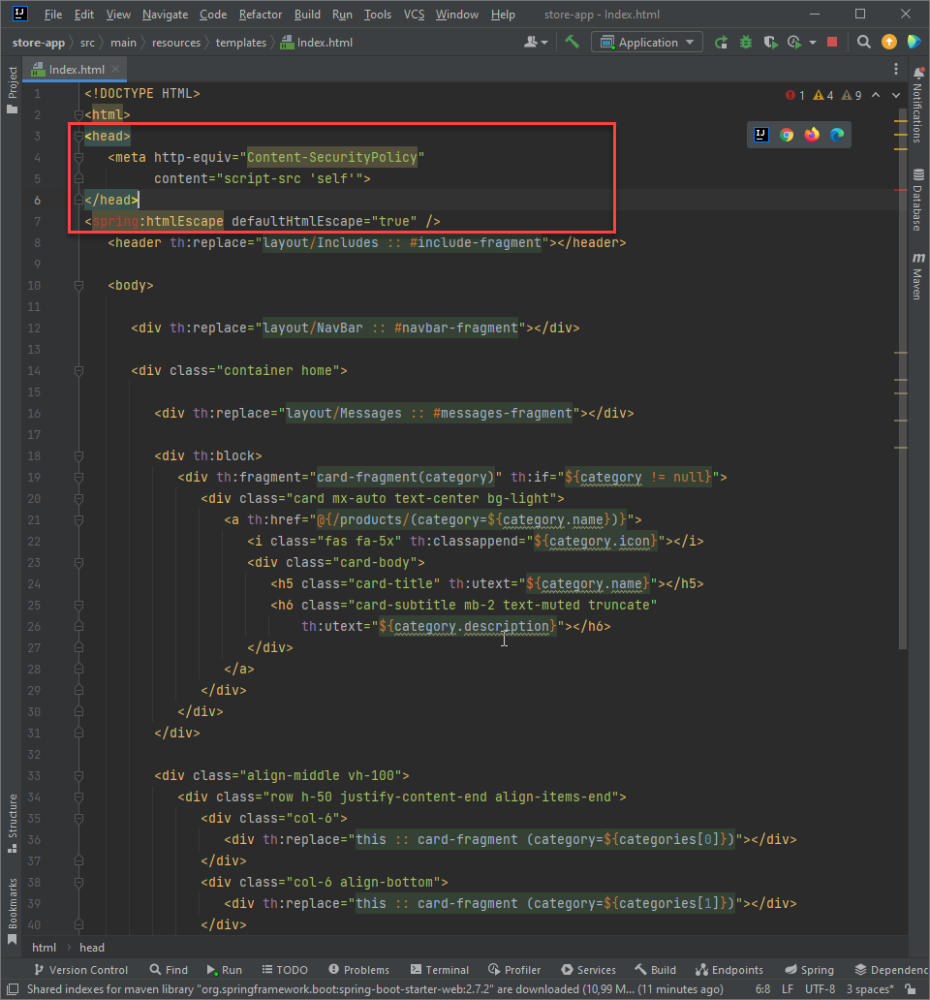 File Edit View Navigate Code Refactor Build Run Tools VCS Window Help store-app - Index.html
store-app src main resources templates Index.html Application
Index.html
Project
Notifications
Database
Maven
Structure
Bookmarks
1 4 9
1 <!DOCTYPE HTML>
2 <html>
3 <head>
4 <meta http-equiv="Content-SecurityPolicy"
5 content="script-src 'self'">
6 </head>
7 <spring:htmlEscape defaultHtmlEscape="true" />
8 <header th:replace="layout/Includes :: #include-fragment"></header>
9
10 <body>
11
12 <div th:replace="layout/NavBar :: #navbar-fragment"></div>
13
14 <div class="container home">
15
16 <div th:replace="layout/Messages :: #messages-fragment"></div>
17
18 <div th:block>
19 <div th:fragment="card-fragment(category)" th:if="${category != null}">
20 <div class="card mx-auto text-center bg-light">
21 <a th:href="@{/products/(category=${category.name})}">
22 <i class="fas fa-5x" th:classappend="${category.icon}"></i>
23 <div class="card-body">
24 <h5 class="card-title" th:utext="${category.name}"></h5>
25 <h6 class="card-subtitle mb-2 text-muted truncate"
26 th:utext="${category.description}"></h6>
27 </div>
28 </a>
29 </div>
30 </div>
31 </div>
32
33 <div class="align-middle vh-100">
34 <div class="row h-50 justify-content-end align-items-end">
35 <div class="col-6">
36 <div th:replace="this :: card-fragment (category=${categories[0]})"></div>
37 </div>
38 <div class="col-6 align-bottom">
39 <div th:replace="this :: card-fragment (category=${categories[1]})"></div>
40 </div>
html head
Version Control Find Run TODO Problems Terminal Profiler Services Build Endpoints Spring Dependenc
Shared indexes for maven library "org.springframework.boot:spring-boot-starter-web:2.7.2" are downloaded (10,99 M... (11 minutes ago) 6:8 LF UTF-8 3 spaces*